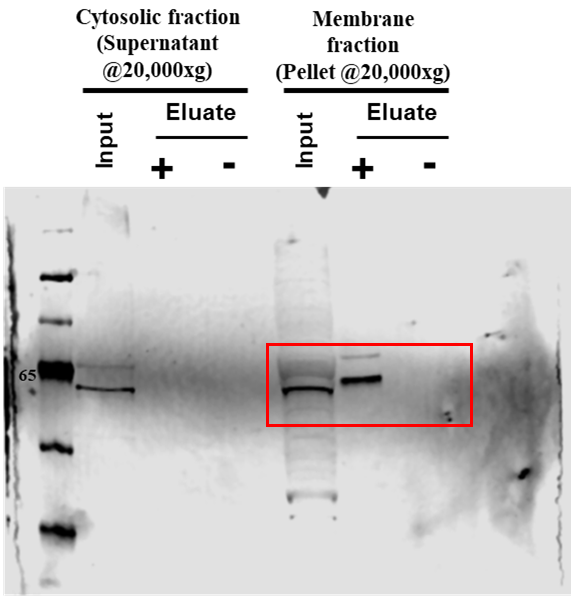 Cytosolic fraction
(Supernatant
@20,000xg)
Membrane
fraction
(Pellet @20,000xg)
Input
Eluate
+
-
Input
Eluate
+
-
65